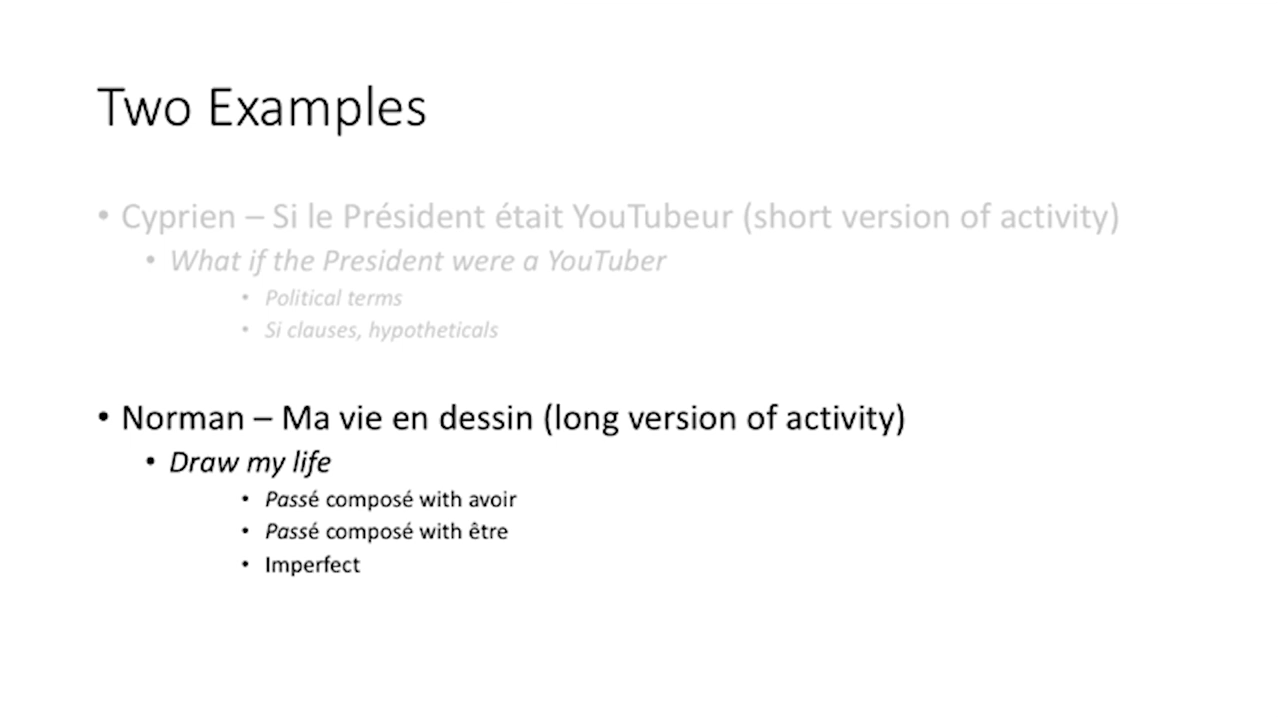 Two Examples
• Cyprien – Si le Président était YouTubeur (short version of activity)
• What if the President were a YouTuber
• Political terms
• Si clauses, hypotheticals
• Norman – Ma vie en dessin (long version of activity)
• Draw my life
• Passé composé with avoir
• Passé composé with être
• Imperfect